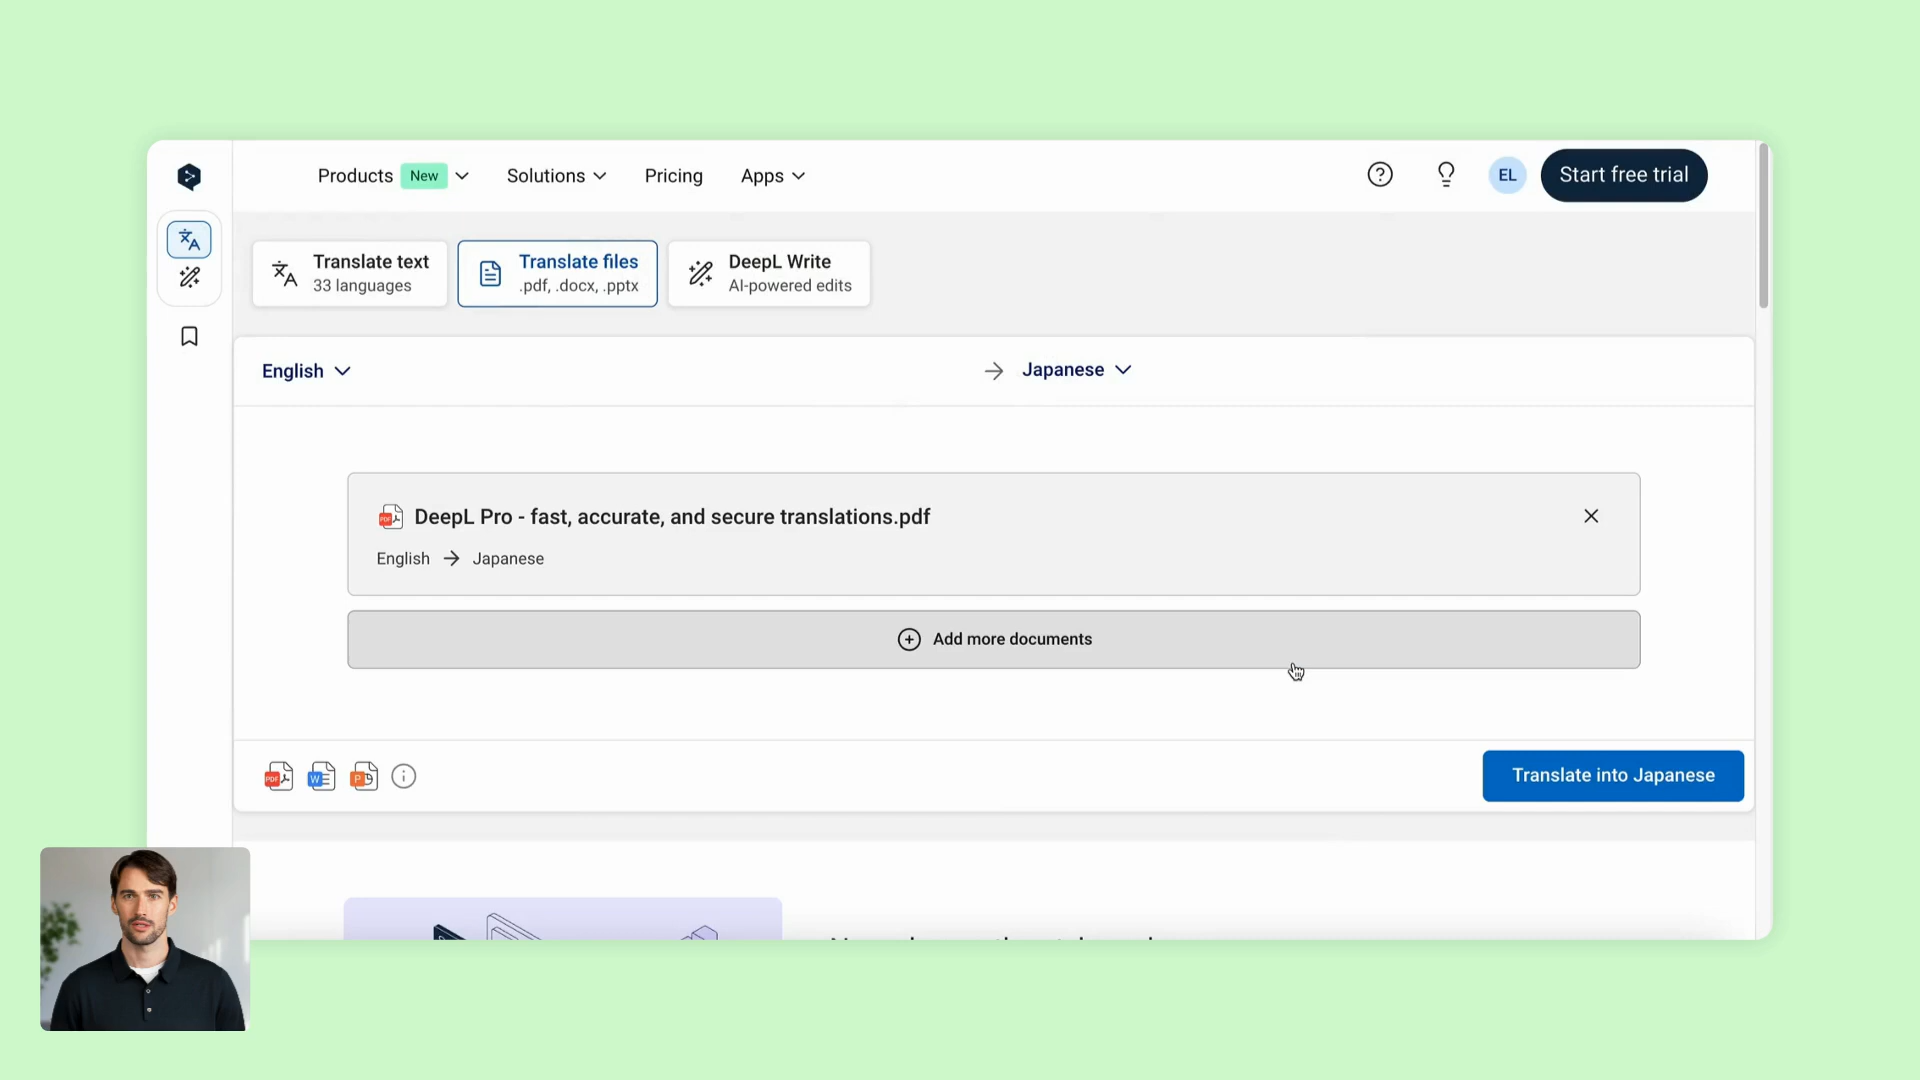 Products New
Solutions
Pricing
Apps
EL
Start free trial
Translate text
33 languages
Translate files
.pdf, .docx, .pptx
DeepL Write
AI-powered edits
English
Japanese
DeepL Pro - fast, accurate, and secure translations.pdf
English → Japanese
Add more documents
Translate into Japanese